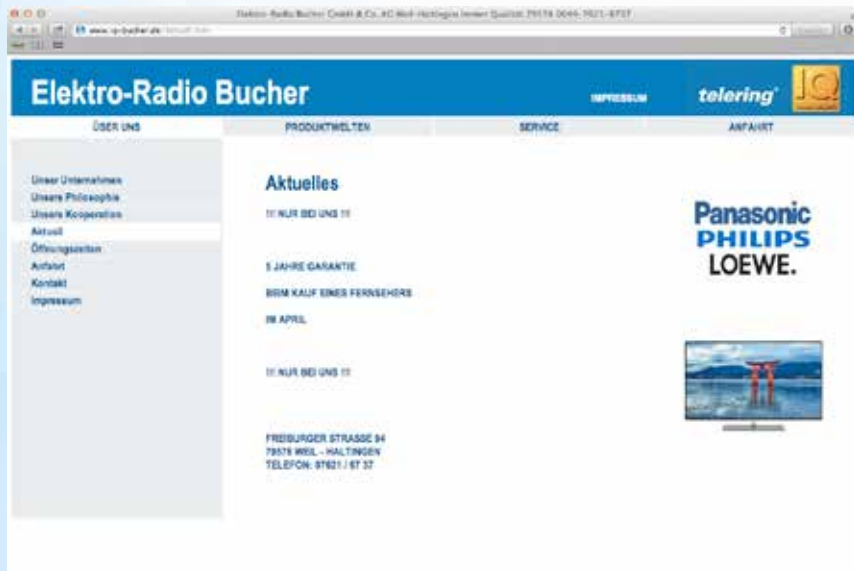 Elektro-Radio Bucher
IMPRESSUM
telering
IQ
ÜBER UNS
PRODUKTWELTEN
SERVICE
ANFAHRT
Unser Unternehmen
Unsere Philosophie
Unsere Kooperation
Aktuell
Öffnungszeiten
Anfahrt
Kontakt
Impressum
Aktuelles
!!! NUR BEI UNS !!!
5 JAHRE GARANTIE
BEIM KAUF EINES FERNSEHERS
IM APRIL
!!! NUR BEI UNS !!!
FREIBURGER STRASSE 94
79576 WEIL - HALTINGEN
TELEFON: 07621 / 67 37
Panasonic
PHILIPS
LOEWE.